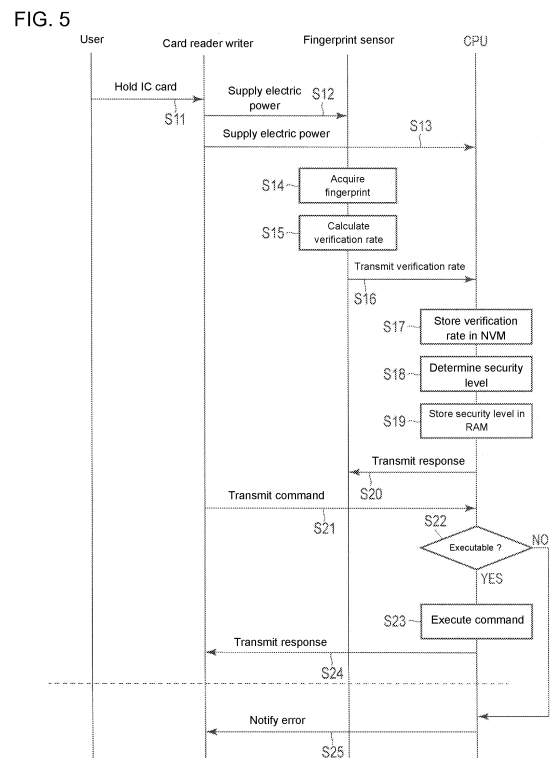 FIG. 5
User
Card reader writer
Fingerprint sensor
CPU
Hold IC card
S11
Supply electric
power
S12
Supply electric power
S13
S14
Acquire
fingerprint
S15
Calculate
verification rate
Transmit verification rate
S16
S17
Store verification
rate in NVM
S18
Determine security
level
S19
Store security level in
RAM
Transmit response
S20
Transmit command
S21
S22
Executable ?
NO
YES
S23
Execute command
Transmit response
S24
Notify error
S25